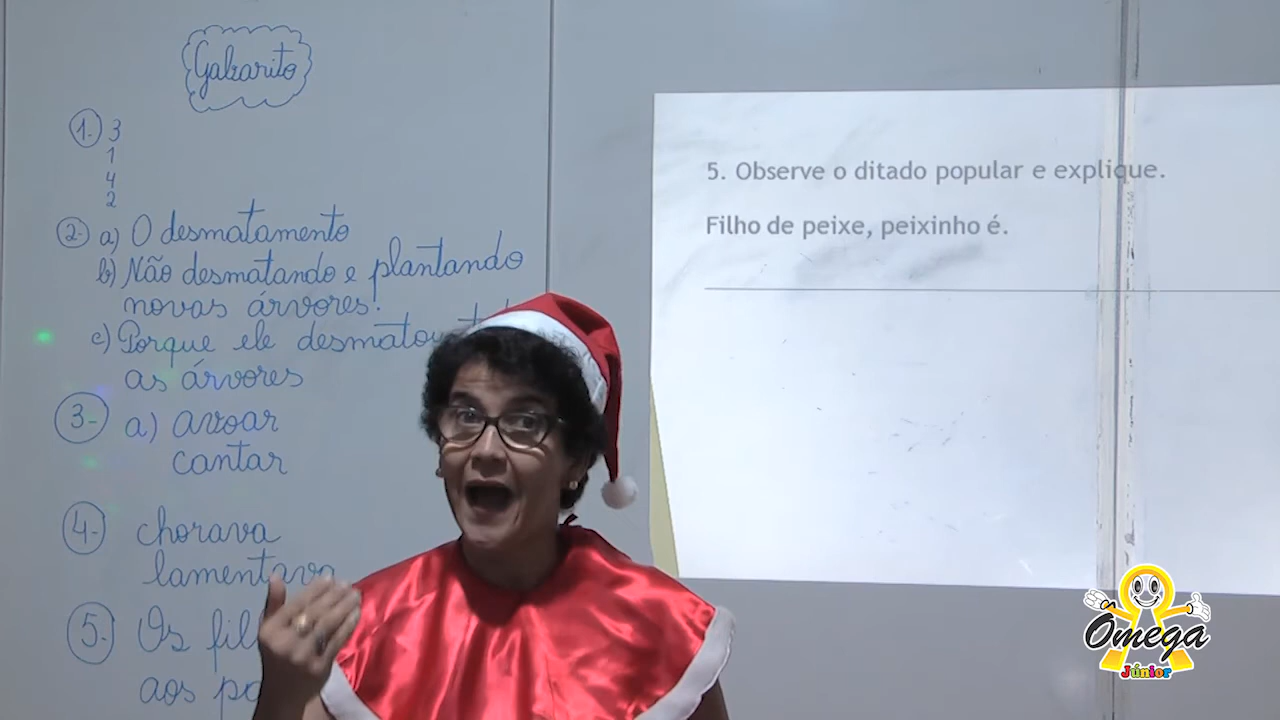 Gabarito
1. 3
1
4
2
2- a) O desmatamento
b) Não desmatando e plantando
novas árvores.
c) Porque ele desmatou
as árvores
3- a) avoar
cantar
4- chorava
lamentava
5. Os
aos
5. Observe o ditado popular e explique.
Filho de peixe, peixinho é.
Ômega
Júnior